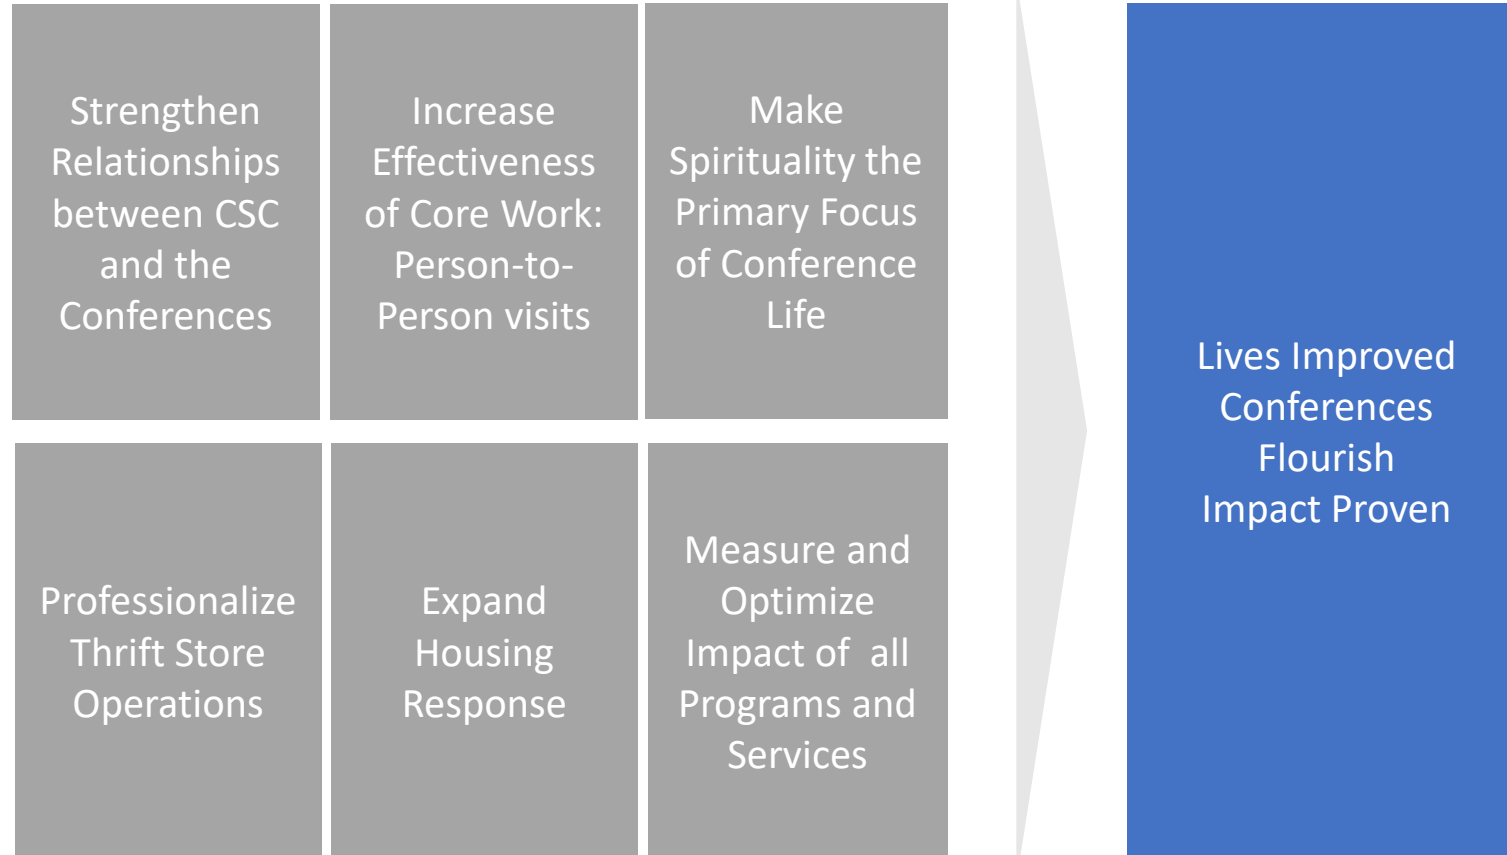 Strengthen
Relationships
between CSC
and the
Conferences
Increase
Effectiveness
of Core Work:
Person-to-
Person visits
Make
Spirituality the
Primary Focus
of Conference
Life
Professionalize
Thrift Store
Operations
Expand
Housing
Response
Measure and
Optimize
Impact of  all
Programs and
Services
Lives Improved
Conferences
Flourish
Impact Proven